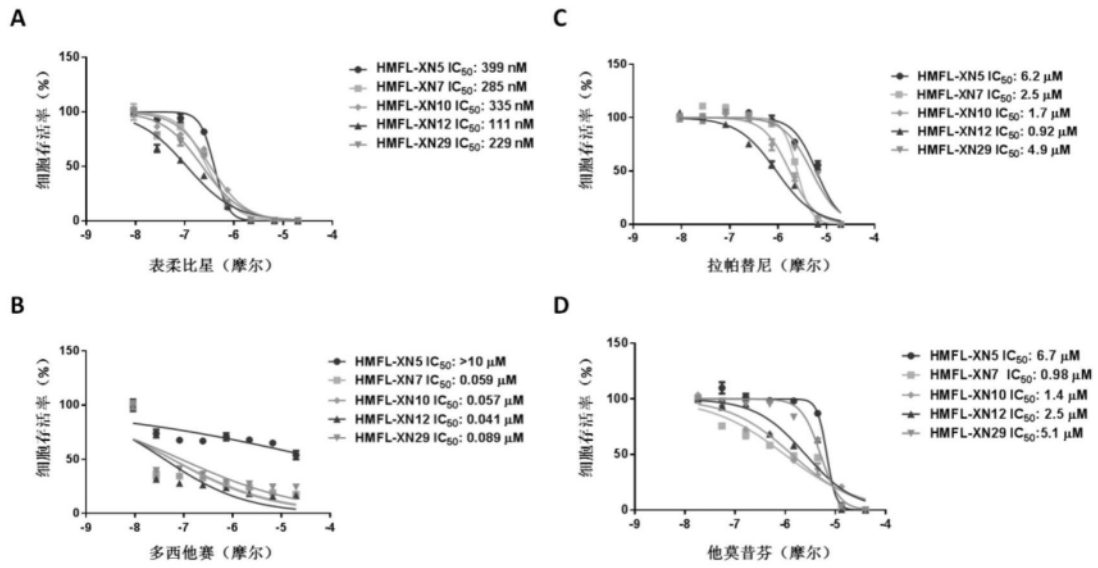 A
细胞存活率（%）
150
100
50
0
-9
-8
-7
-6
-5
-4
表柔比星（摩尔）
HMFL-XN5 IC50: 399 nM
HMFL-XN7 IC50: 285 nM
HMFL-XN10 IC50: 335 nM
HMFL-XN12 IC50: 111 nM
HMFL-XN29 IC50: 229 nM
C
细胞存活率（%）
150
100
50
0
-9
-8
-7
-6
-5
-4
拉帕替尼（摩尔）
HMFL-XN5 IC50: 6.2 μM
HMFL-XN7 IC50: 2.5 μM
HMFL-XN10 IC50: 1.7 μM
HMFL-XN12 IC50: 0.92 μM
HMFL-XN29 IC50: 4.9 μM
B
细胞存活率（%）
150
100
50
0
-9
-8
-7
-6
-5
-4
多西他赛（摩尔）
HMFL-XN5 IC50: >10 μM
HMFL-XN7 IC50: 0.059 μM
HMFL-XN10 IC50: 0.057 μM
HMFL-XN12 IC50: 0.041 μM
HMFL-XN29 IC50: 0.089 μM
D
细胞存活率（%）
150
100
50
0
-9
-8
-7
-6
-5
-4
他莫昔芬（摩尔）
HMFL-XN5 IC50: 6.7 μM
HMFL-XN7 IC50: 0.98 μM
HMFL-XN10 IC50: 1.4 μM
HMFL-XN12 IC50: 2.5 μM
HMFL-XN29 IC50:5.1 μM